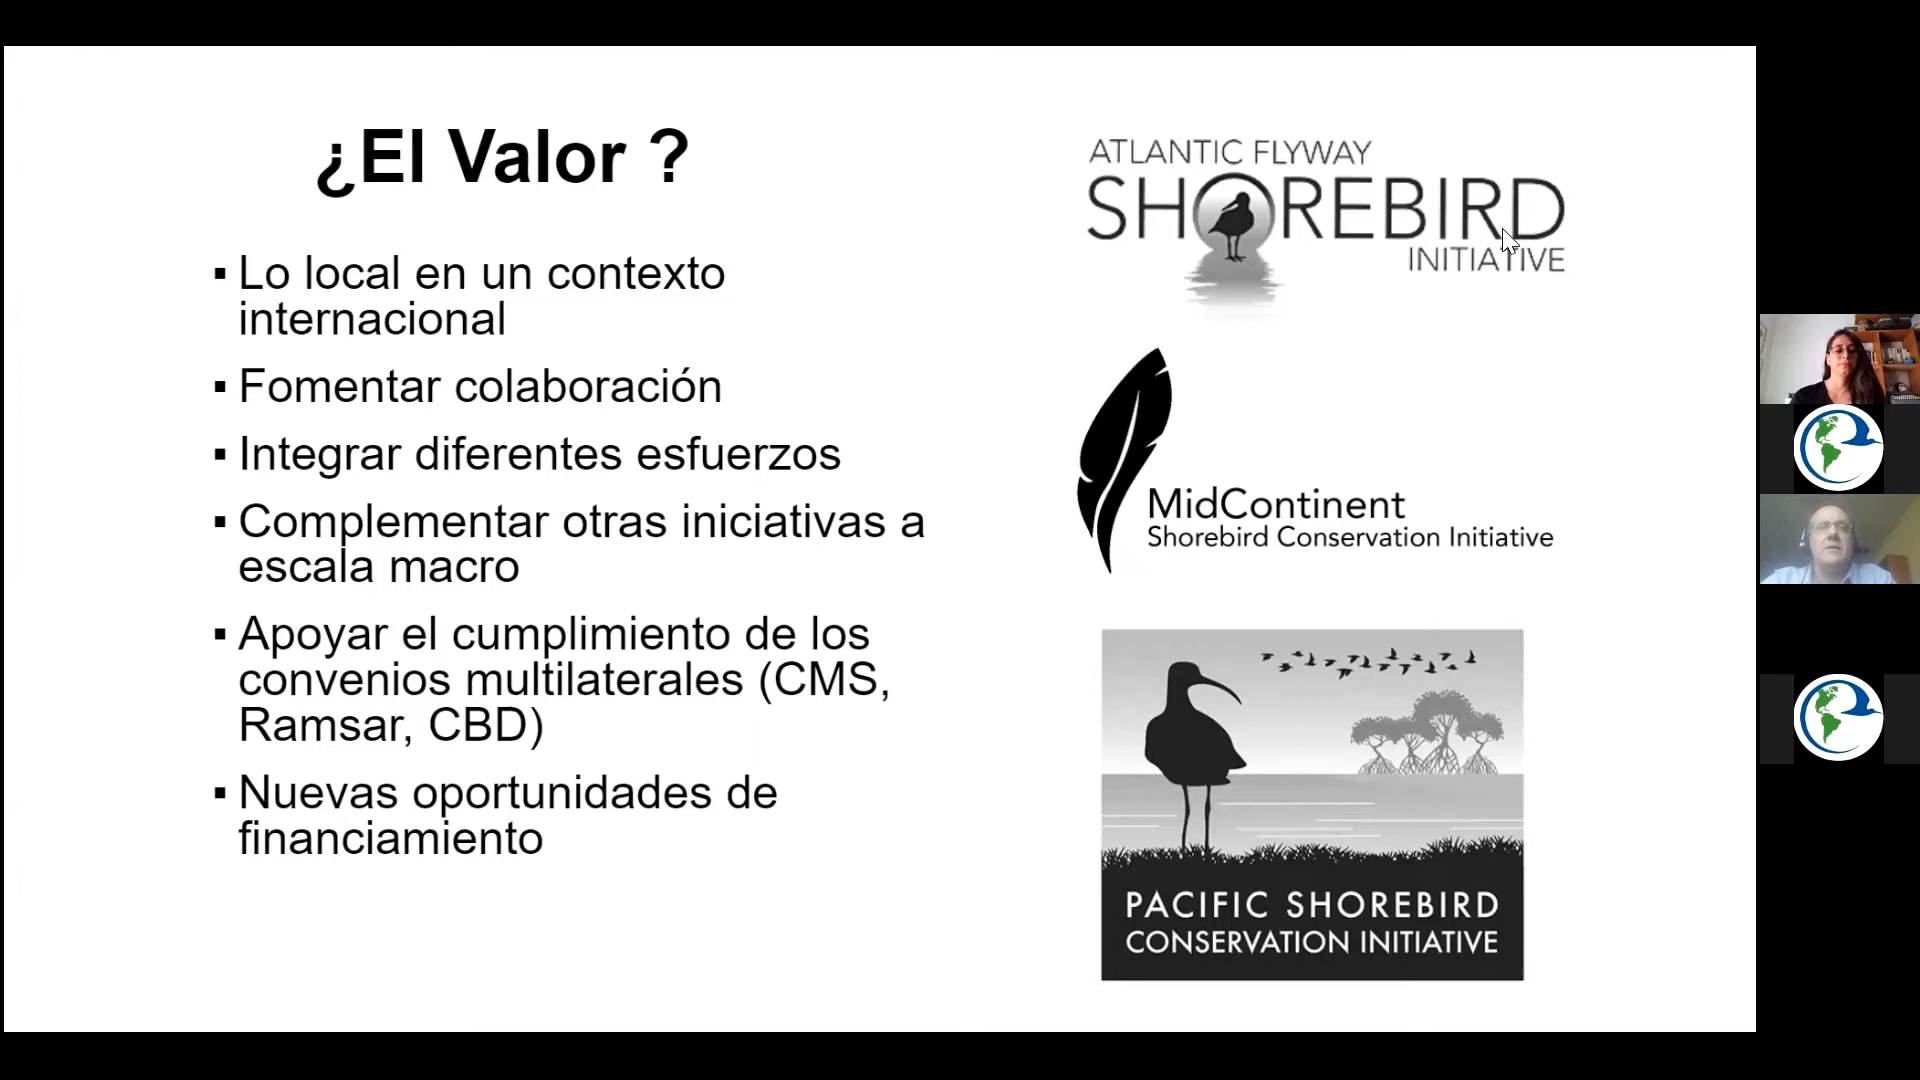 ¿El Valor ?
▪ Lo local en un contexto
internacional
▪ Fomentar colaboración
▪ Integrar diferentes esfuerzos
▪ Complementar otras iniciativas a
escala macro
▪ Apoyar el cumplimiento de los
convenios multilaterales (CMS,
Ramsar, CBD)
▪ Nuevas oportunidades de
financiamiento
ATLANTIC FLYWAY
SHOREBIRD
INITIATIVE
MidContinent
Shorebird Conservation Initiative
PACIFIC SHOREBIRD
CONSERVATION INITIATIVE